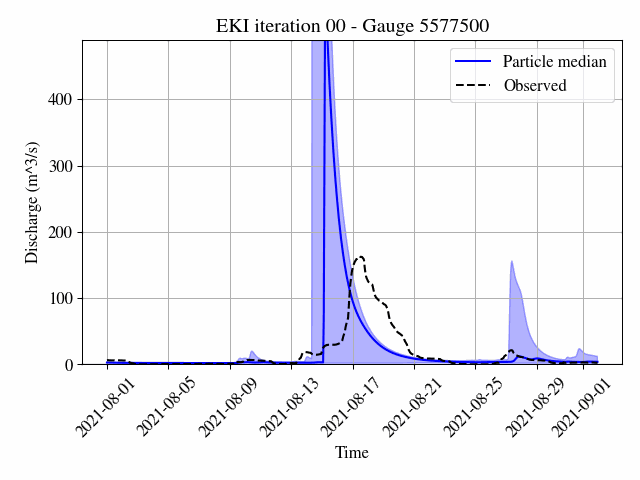 EKI iteration 00 - Gauge 5577500
Particle median
Observed
Discharge (m^3/s)
400
300
200
100
0
2021-08-01
2021-08-05
2021-08-09
2021-08-13
2021-08-17
2021-08-21
2021-08-25
2021-08-29
2021-09-01
Time